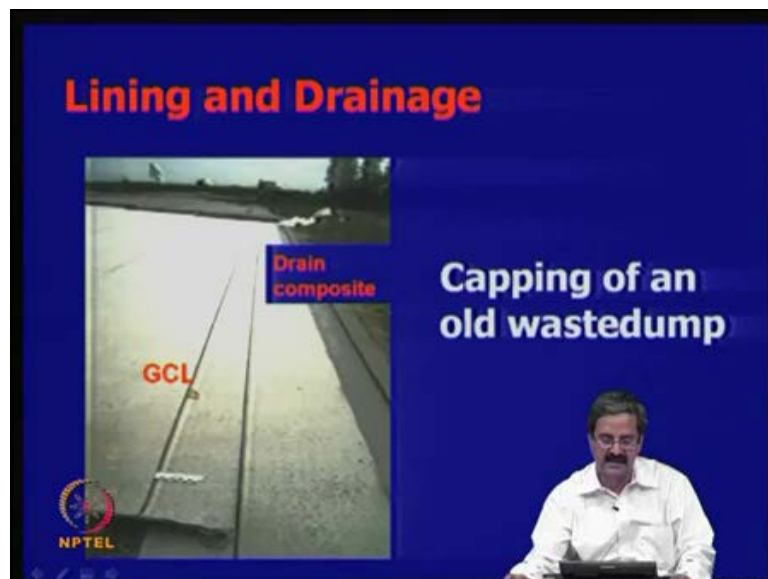 Lining and Drainage
Drain
composite
GCL
Capping of an
old wastedump
NPTEL